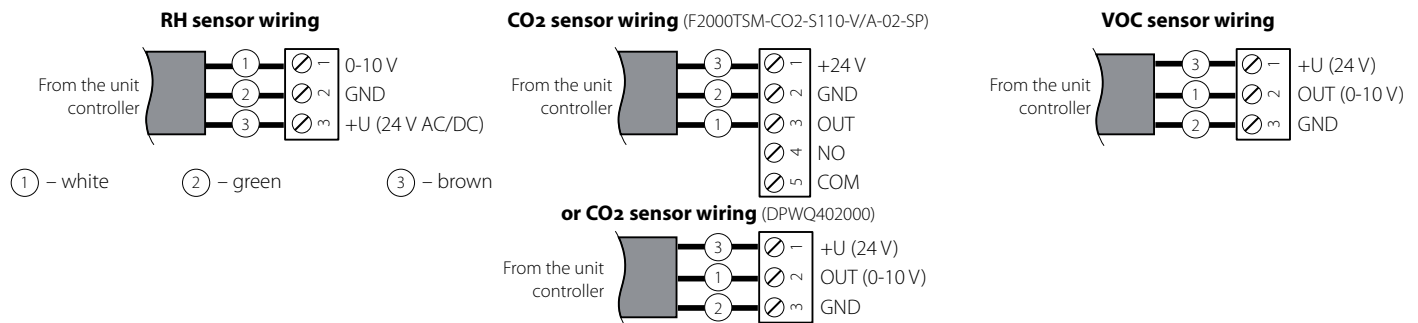 RH sensor wiring
From the unit
controller
1
2
3
1
2
3
0-10 V
GND
+U (24 V AC/DC)
CO2 sensor wiring (F2000TSM-CO2-S110-V/A-02-SP)
From the unit
controller
3
2
1
1
2
3
4
5
+24 V
GND
OUT
NO
COM
VOC sensor wiring
From the unit
controller
3
1
2
1
2
3
+U (24 V)
OUT (0-10 V)
GND
1 – white
2 – green
3 – brown
or CO2 sensor wiring (DPWQ402000)
From the unit
controller
3
1
2
1
2
3
+U (24 V)
OUT (0-10 V)
GND